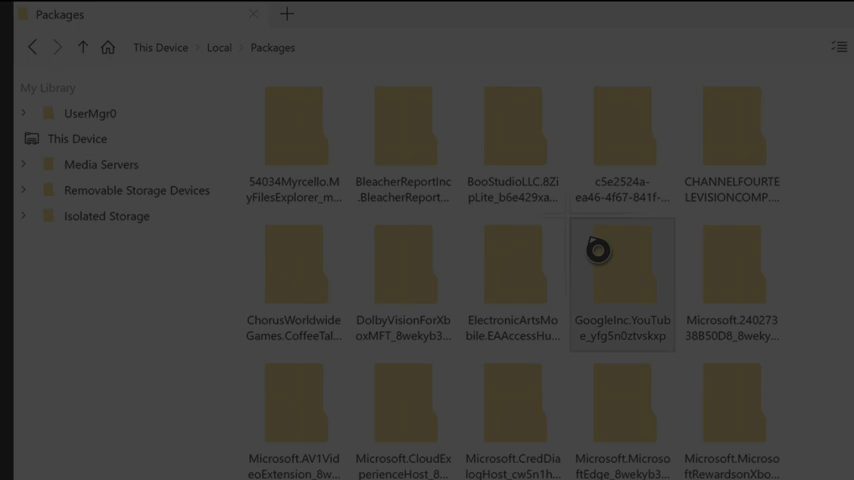 Packages
This Device
Local
Packages
My Library
UserMgr0
This Device
Media Servers
Removable Storage Devices
Isolated Storage
54034Myrcello.M
yFilesExplorer_m...
BleacherReportInc
.BleacherReport...
BooStudioLLC.8Zi
pLite_b6e429xa...
c5e2524a-
ea46-4f67-841f-...
CHANNELFOURTE
LEVISIONCOMP....
ChorusWorldwide
Games.CoffeeTal...
DolbyVisionForXb
oxMFT_8wekyb3...
ElectronicArtsMo
bile.EAAccessHu...
GoogleInc.YouTub
e_yfg5n0ztvskxp
Microsoft.240273
38B50D8_8weky...
Microsoft.AV1Vid
eoExtension_8w...
Microsoft.CloudEx
perienceHost_8...
Microsoft.CredDia
logHost_cw5n1h...
Microsoft.Micros
oftEdge_8wekyb3...
Microsoft.Microso
ftRewardsonXbo...